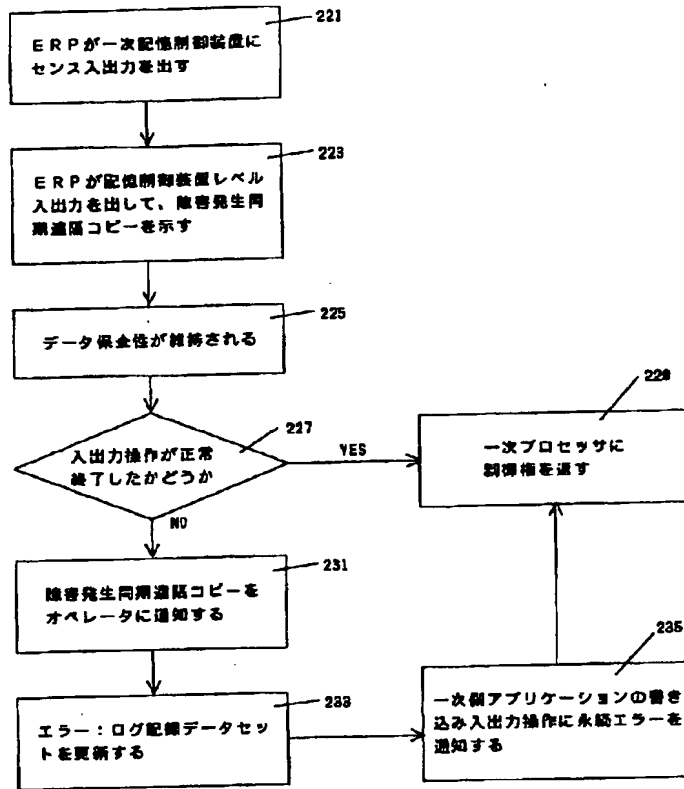 221
ERPが一次記憶制御装置に
センス入出力を出す
223
ERPが記憶制御装置レベル
入出力を出して、障害発生同
期遠隔コピーを示す
225
データ保全性が維持される
227
入出力操作が正常
終了したかどうか
YES
229
一次プロセッサに
制御権を返す
NO
231
障害発生同期遠隔コピーを
オペレータに通知する
233
エラー：ログ記録データセッ
トを更新する
235
一次側アプリケーションの書き
込み入出力操作に永続エラーを
通知する